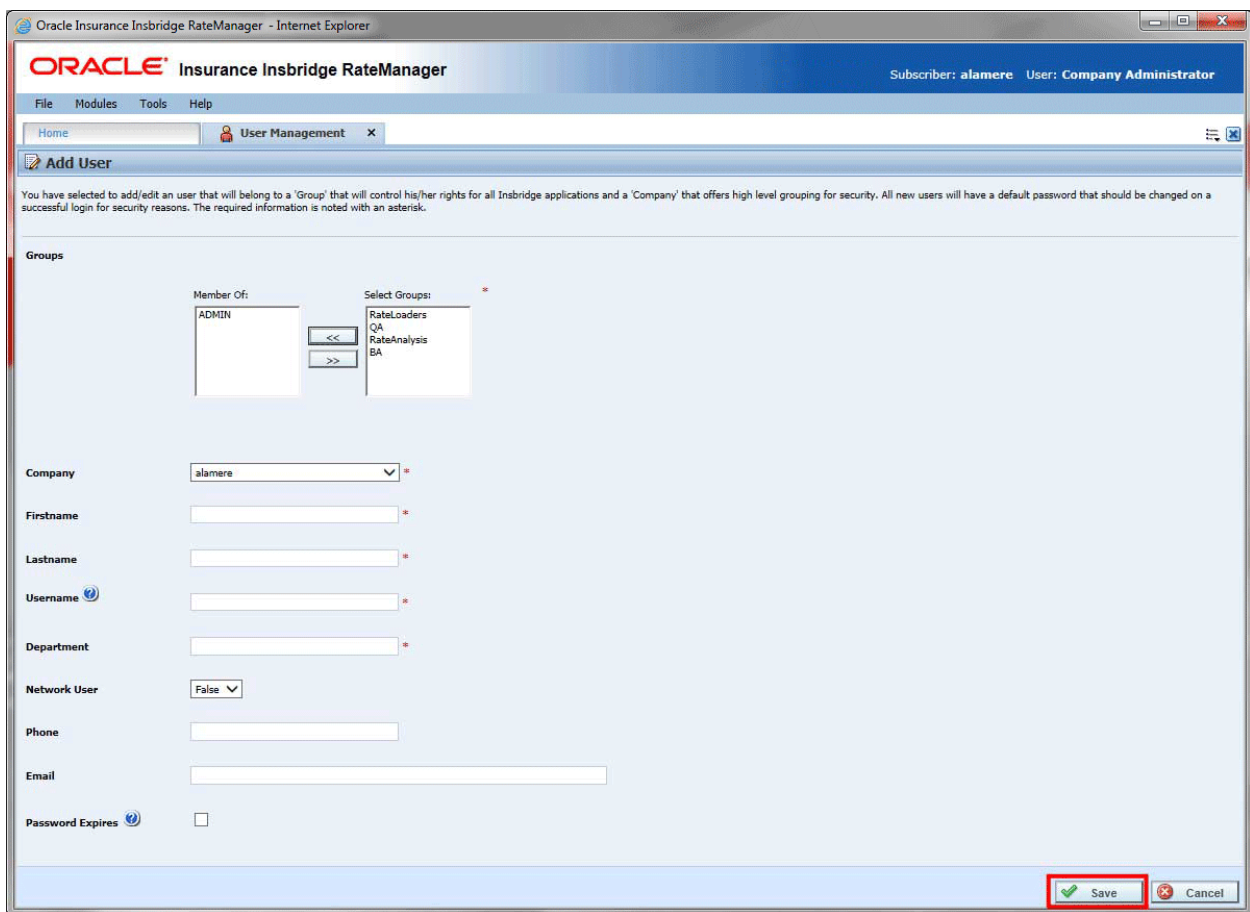 Oracle Insurance Insbridge RateManager - Internet Explorer
ORACLE® Insurance Insbridge RateManager
Subscriber: alamere User: Company Administrator
File Modules Tools Help
Home User Management x
Add User
You have selected to add/edit an user that will belong to a 'Group' that will control his/her rights for all Insbridge applications and a 'Company' that offers high level grouping for security. All new users will have a default password that should be changed on a
successful login for security reasons. The required information is noted with an asterisk.
Groups
Member Of: Select Groups: *
ADMIN
<<
>>
RateLoaders
QA
RateAnalysis
BA
Company alamere *
Firstname *
Lastname *
Username ? *
Department *
Network User False
Phone
Email
Password Expires ?
Save Cancel